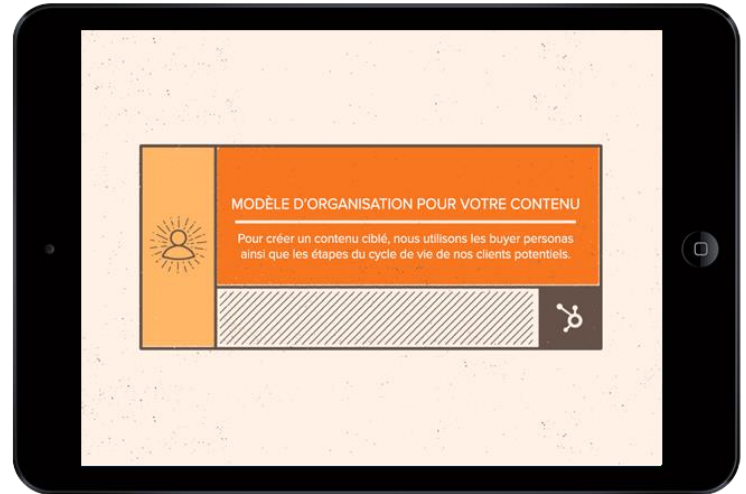 MODÈLE D'ORGANISATION POUR VOTRE CONTENU
Pour créer un contenu ciblé, nous utilisons les buyer personas
ainsi que les étapes du cycle de vie de nos clients potentiels.